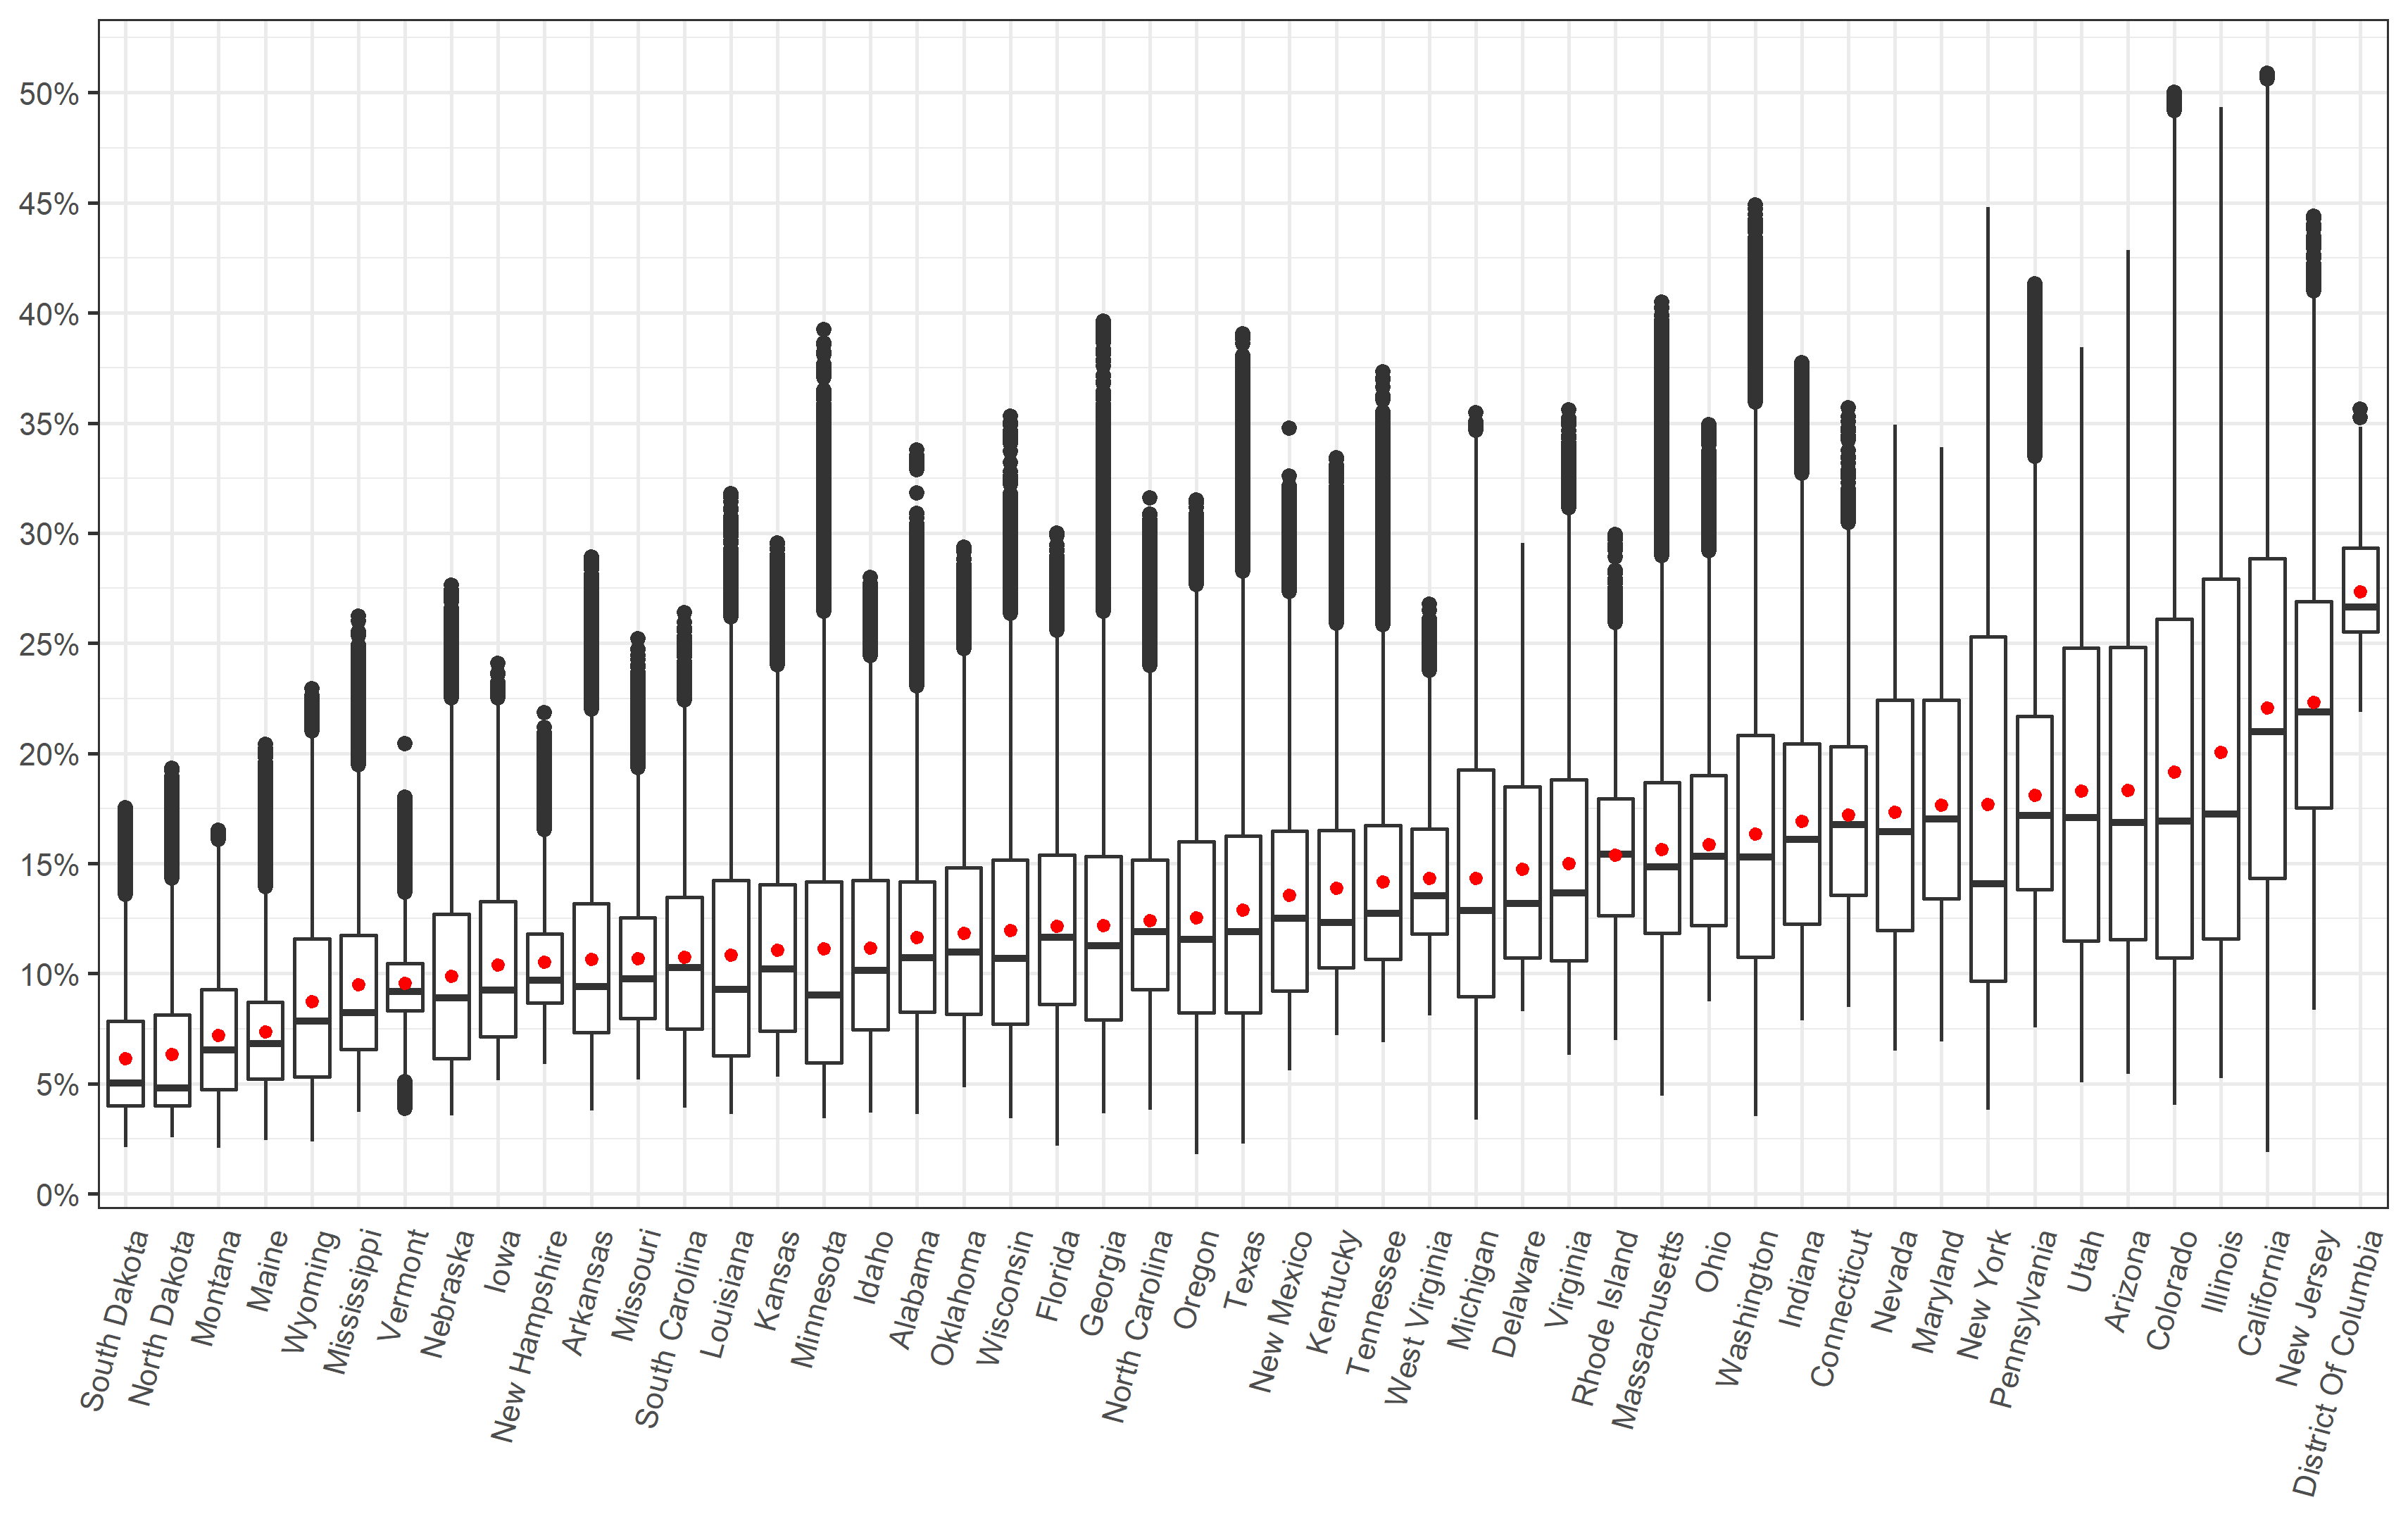 50%
45%
40%
35%
30%
25%
20%
15%
10%
5%
0%
South Dakota
North Dakota
Montana
Maine
Wyoming
Mississippi
Vermont
Nebraska
Iowa
New Hampshire
Arkansas
Missouri
South Carolina
Louisiana
Kansas
Minnesota
Idaho
Alabama
Oklahoma
Wisconsin
Florida
Georgia
North Carolina
Oregon
Texas
New Mexico
Kentucky
Tennessee
West Virginia
Michigan
Delaware
Virginia
Rhode Island
Massachusetts
Ohio
Washington
Indiana
Connecticut
Nevada
Maryland
New York
Pennsylvania
Utah
Arizona
Colorado
Illinois
California
New Jersey
District Of Columbia